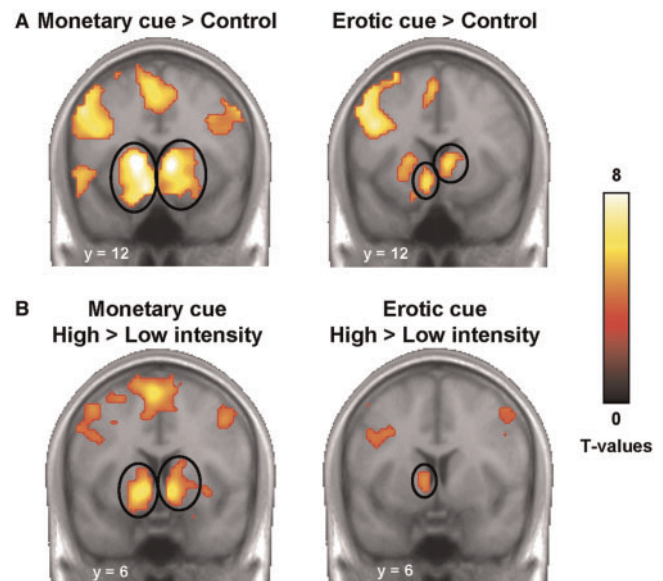 A Monetary cue > Control
Erotic cue > Control
y = 12
y = 12
8
0
T-values
B Monetary cue
High > Low intensity
Erotic cue
High > Low intensity
y = 6
y = 6